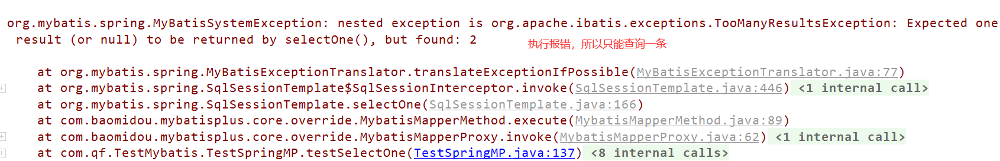 org.mybatis.spring.MyBatisSystemException: nested exception is org.apache.ibatis.exceptions.TooManyResultsException: Expected one
result (or null) to be returned by selectOne(), but found: 2
执行报错，所以只能查询一条
at org.mybatis.spring.MyBatisExceptionTranslator.translateExceptionIfPossible(MyBatisExceptionTranslator.java:77)
at org.mybatis.spring.SqlSessionTemplate$SqlSessionInterceptor.invoke(SqlSessionTemplate.java:446) <1 internal call>
at org.mybatis.spring.SqlSessionTemplate.selectOne(SqlSessionTemplate.java:166)
at com.baomidou.mybatisplus.core.override.MybatisMapperMethod.execute(MybatisMapperMethod.java:89)
at com.baomidou.mybatisplus.core.override.MybatisMapperProxy.invoke(MybatisMapperProxy.java:62) <1 internal call>
at com.qf.TestMybatis.TestSpringMP.testSelectOne(TestSpringMP.java:137) <8 internal calls>